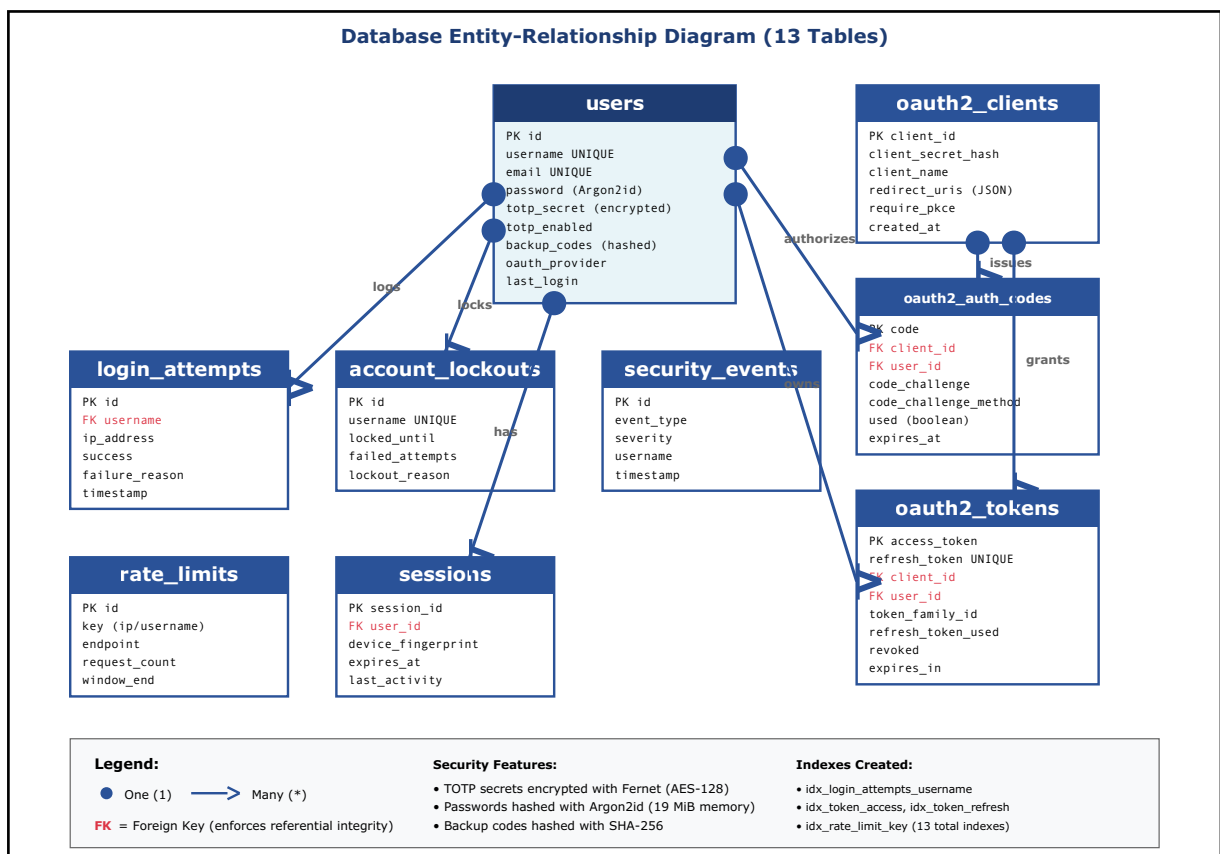 Database Entity-Relationship Diagram (13 Tables)
users
PK id
username UNIQUE
email UNIQUE
password (Argon2id)
totp_secret (encrypted)
totp_enabled
backup_codes (hashed)
oauth_provider
last_login
oauth2_clients
PK client_id
client_secret_hash
client_name
redirect_uris (JSON)
require_pkce
created_at
authorizes
issues
logs
locks
oauth2_auth_codes
PK code
FK client_id
FK user_id
code_challenge
code_challenge_method
used (boolean)
expires_at
grants
owns
has
login_attempts
PK id
FK username
ip_address
success
failure_reason
timestamp
account_lockouts
PK id
username UNIQUE
locked_until
failed_attempts
lockout_reason
security_events
PK id
event_type
severity
username
timestamp
oauth2_tokens
PK access_token
refresh_token UNIQUE
FK client_id
FK user_id
token_family_id
refresh_token_used
revoked
expires_in
rate_limits
PK id
key (ip/username)
endpoint
request_count
window_end
sessions
PK session_id
FK user_id
device_fingerprint
expires_at
last_activity
Legend:
One (1)
Many (*)
FK = Foreign Key (enforces referential integrity)
Security Features:
• TOTP secrets encrypted with Fernet (AES-128)
• Passwords hashed with Argon2id (19 MiB memory)
• Backup codes hashed with SHA-256
Indexes Created:
• idx_login_attempts_username
• idx_token_access, idx_token_refresh
• idx_rate_limit_key (13 total indexes)